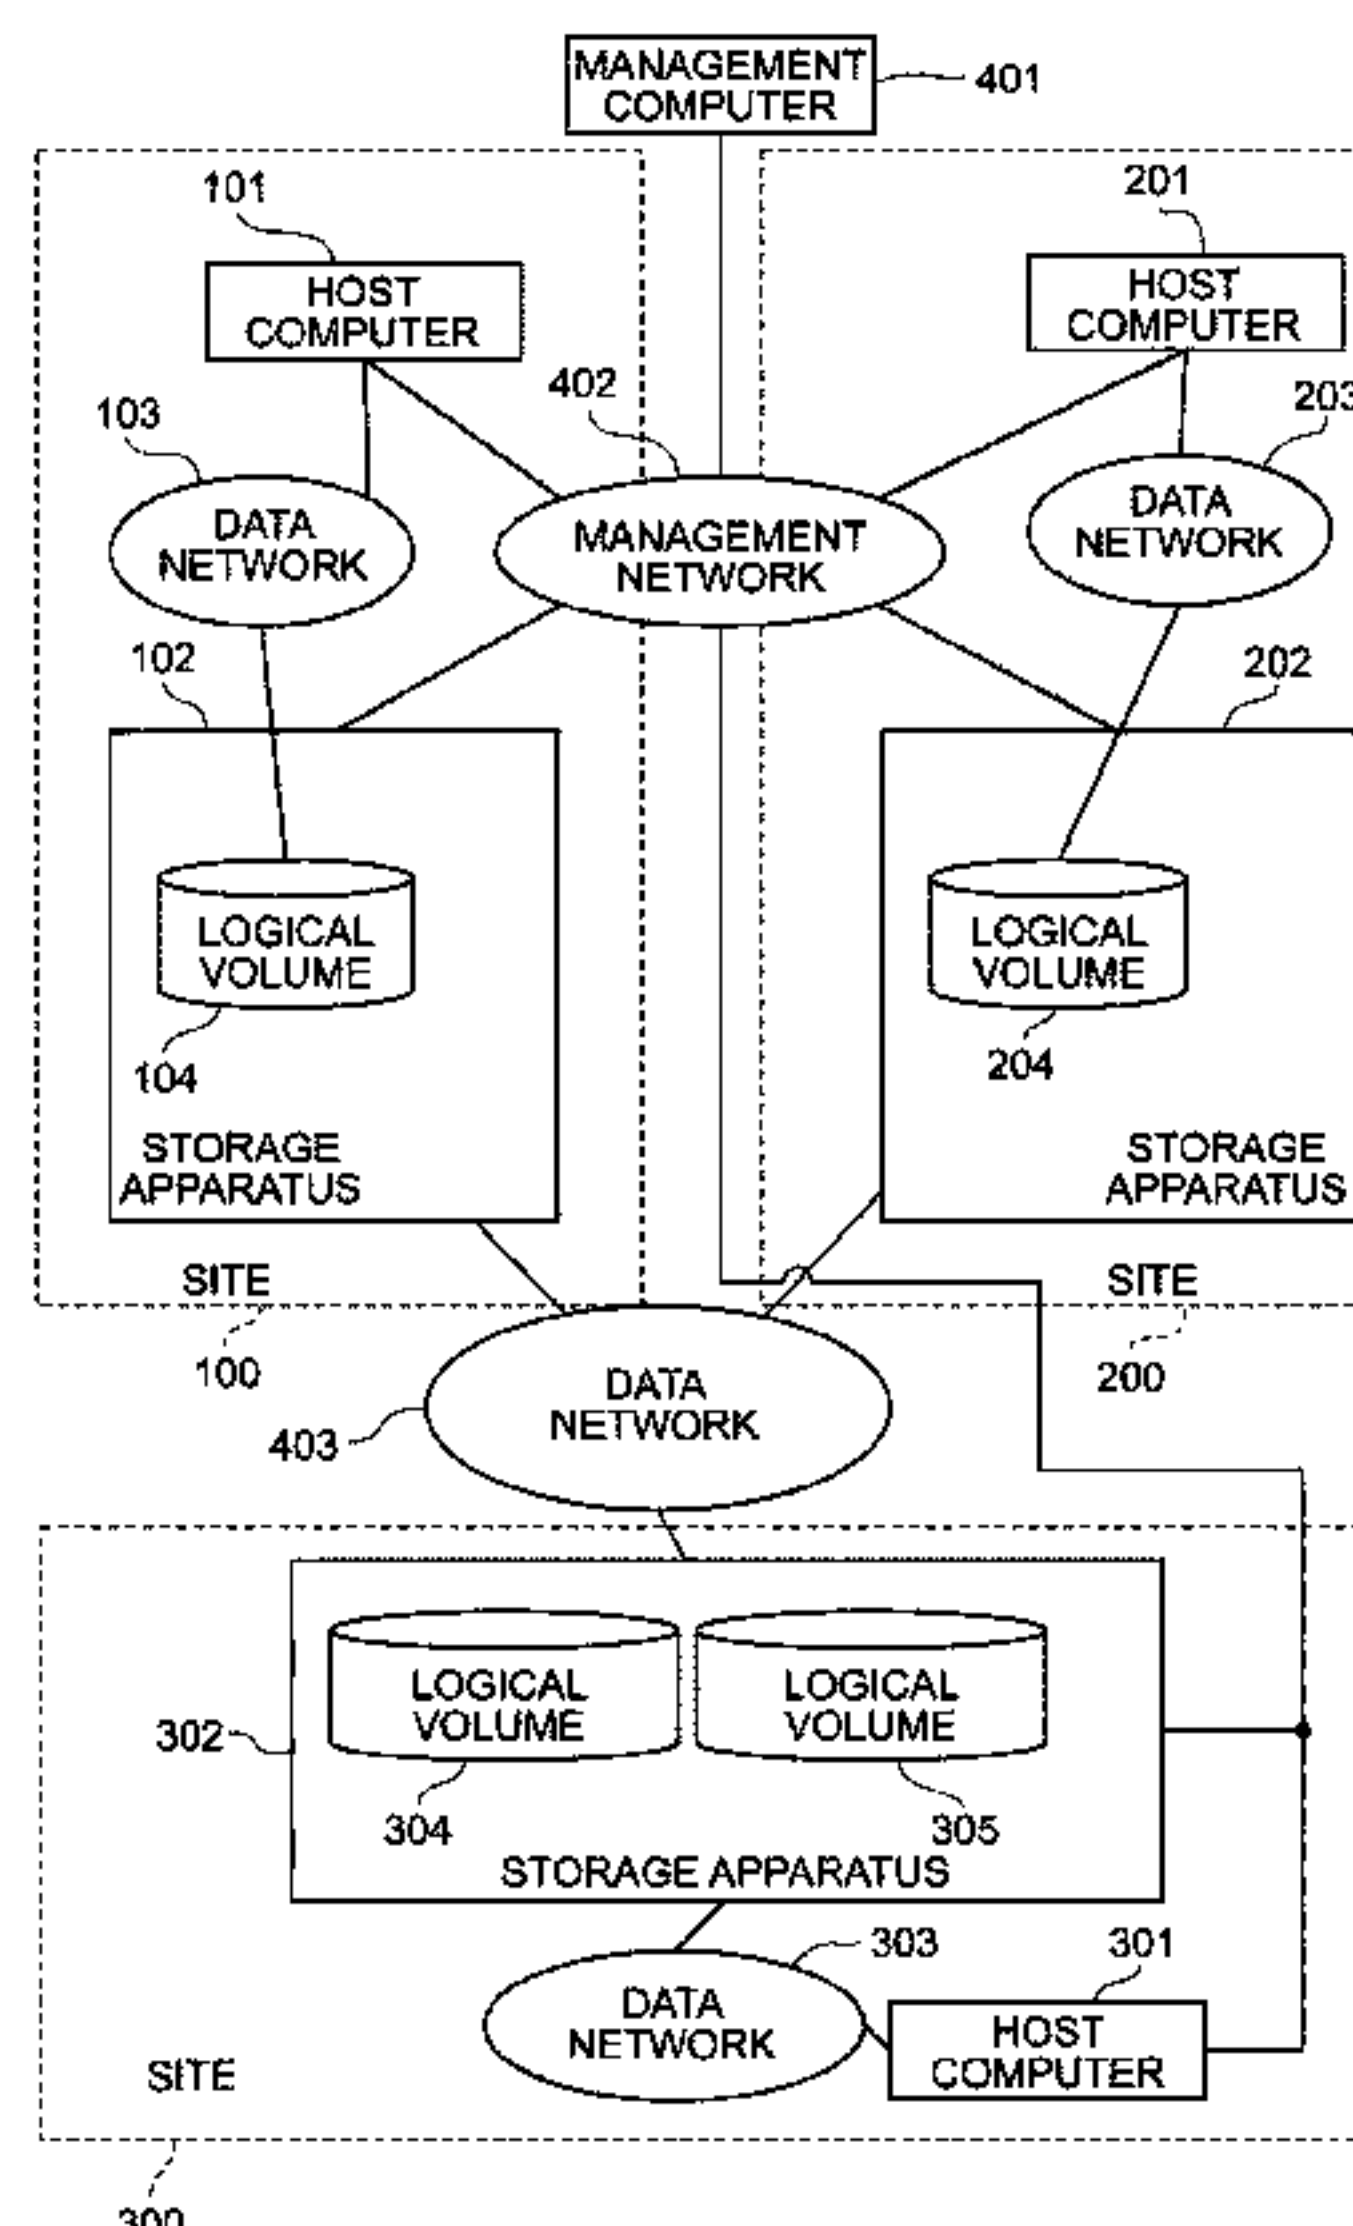 MANAGEMENT
COMPUTER
401
101
201
HOST
COMPUTER
HOST
COMPUTER
402
103
203
DATA
NETWORK
MANAGEMENT
NETWORK
DATA
NETWORK
102
202
LOGICAL
VOLUME
LOGICAL
VOLUME
104
204
STORAGE
APPARATUS
STORAGE
APPARATUS
SITE
SITE
100
200
DATA
NETWORK
403
LOGICAL
VOLUME
LOGICAL
VOLUME
302
304
305
STORAGE APPARATUS
303
301
DATA
NETWORK
HOST
COMPUTER
SITE
300